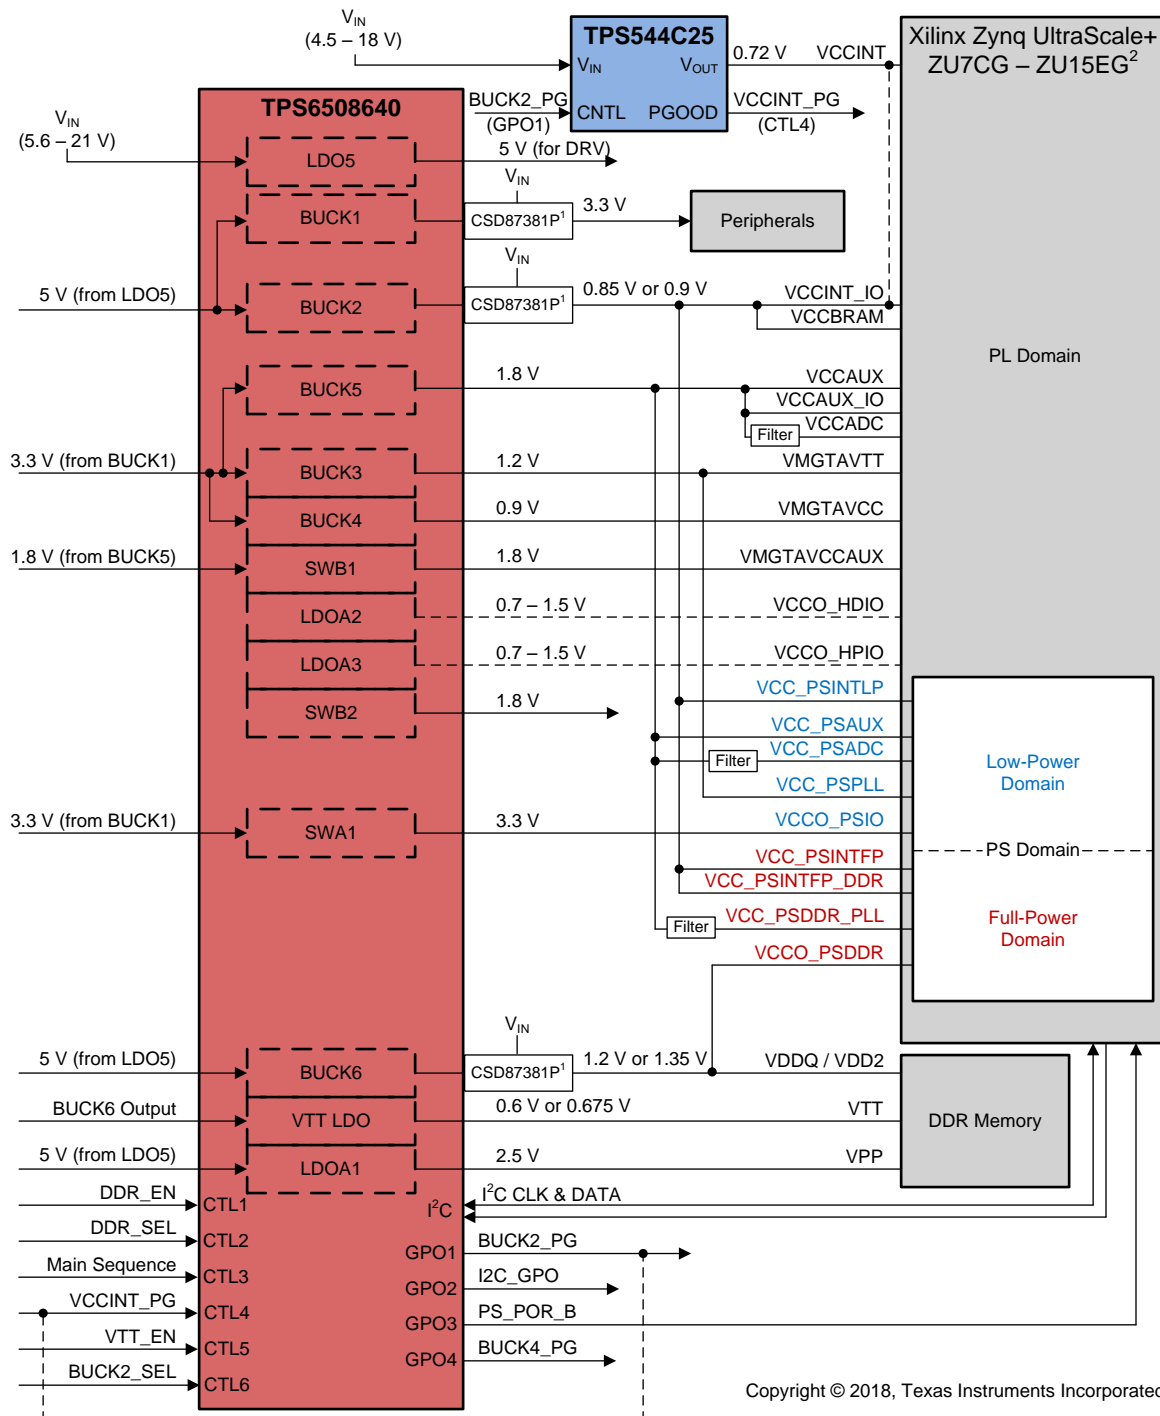 VIN
(4.5 – 18 V)
TPS544C25
VIN
VOUT
0.72 V
VCCINT
Xilinx Zynq UltraScale+
ZU7CG – ZU15EG2
BUCK2_PG
(GPO1)
CNTL
PGOOD
VCCINT_PG
(CTL4)
TPS6508640
VIN
(5.6 – 21 V)
LDO5
5 V (for DRV)
VIN
BUCK1
CSD87381P1
3.3 V
Peripherals
VIN
5 V (from LDO5)
BUCK2
CSD87381P1
0.85 V or 0.9 V
VCCINT_IO
VCCBRAM
PL Domain
BUCK5
1.8 V
VCCAUX
VCCAUX_IO
Filter
VCCADC
3.3 V (from BUCK1)
BUCK3
1.2 V
VMGTAVTT
BUCK4
0.9 V
VMGTAVCC
1.8 V (from BUCK5)
SWB1
1.8 V
VMGTAVCCAUX
LDOA2
0.7 – 1.5 V
VCCO_HDIO
LDOA3
0.7 – 1.5 V
VCCO_HPIO
VCC_PSINTLP
SWB2
1.8 V
VCC_PSAUX
Filter
VCC_PSADC
Low-Power
Domain
VCC_PSPLL
3.3 V (from BUCK1)
SWA1
3.3 V
VCCO_PSIO
PS Domain
VCC_PSINTFP
VCC_PSINTFP_DDR
Filter
VCC_PSDDR_PLL
Full-Power
Domain
VCCO_PSDDR
VIN
5 V (from LDO5)
BUCK6
CSD87381P1
1.2 V or 1.35 V
VDDQ / VDD2
BUCK6 Output
VTT LDO
0.6 V or 0.675 V
VTT
DDR Memory
5 V (from LDO5)
LDOA1
2.5 V
VPP
DDR_EN
CTL1
I2C
I2C CLK & DATA
DDR_SEL
CTL2
GPO1
BUCK2_PG
Main Sequence
CTL3
GPO2
I2C_GPO
VCCINT_PG
CTL4
GPO3
PS_POR_B
VTT_EN
CTL5
GPO4
BUCK4_PG
BUCK2_SEL
CTL6
Copyright © 2018, Texas Instruments Incorporated